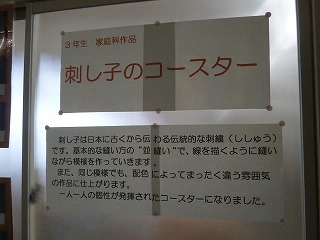 3年生 家庭科作品
刺し子のコースター
刺し子は日本に古くから伝わる伝統的な刺繍（ししゅう）
です。基本的な縫い方の“並縫い”で、線を描くように縫い
ながら模様を作っていきます。
また、同じ模様でも、配色によってまったく違う雰囲気
の作品に仕上がります。
一人一人の個性が発揮されたコースターになりました。